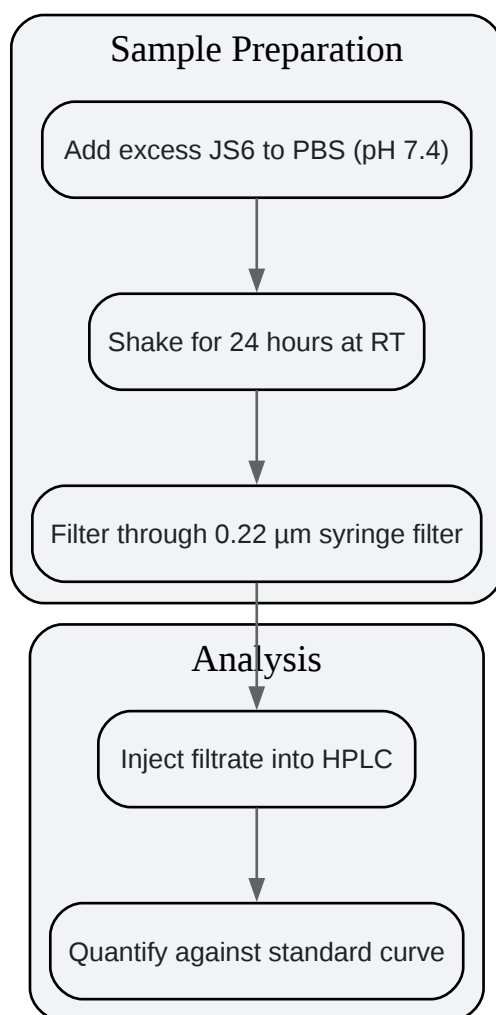 Sample Preparation
Add excess JS6 to PBS (pH 7.4)
Shake for 24 hours at RT
Filter through 0.22 µm syringe filter
Analysis
Inject filtrate into HPLC
Quantify against standard curve